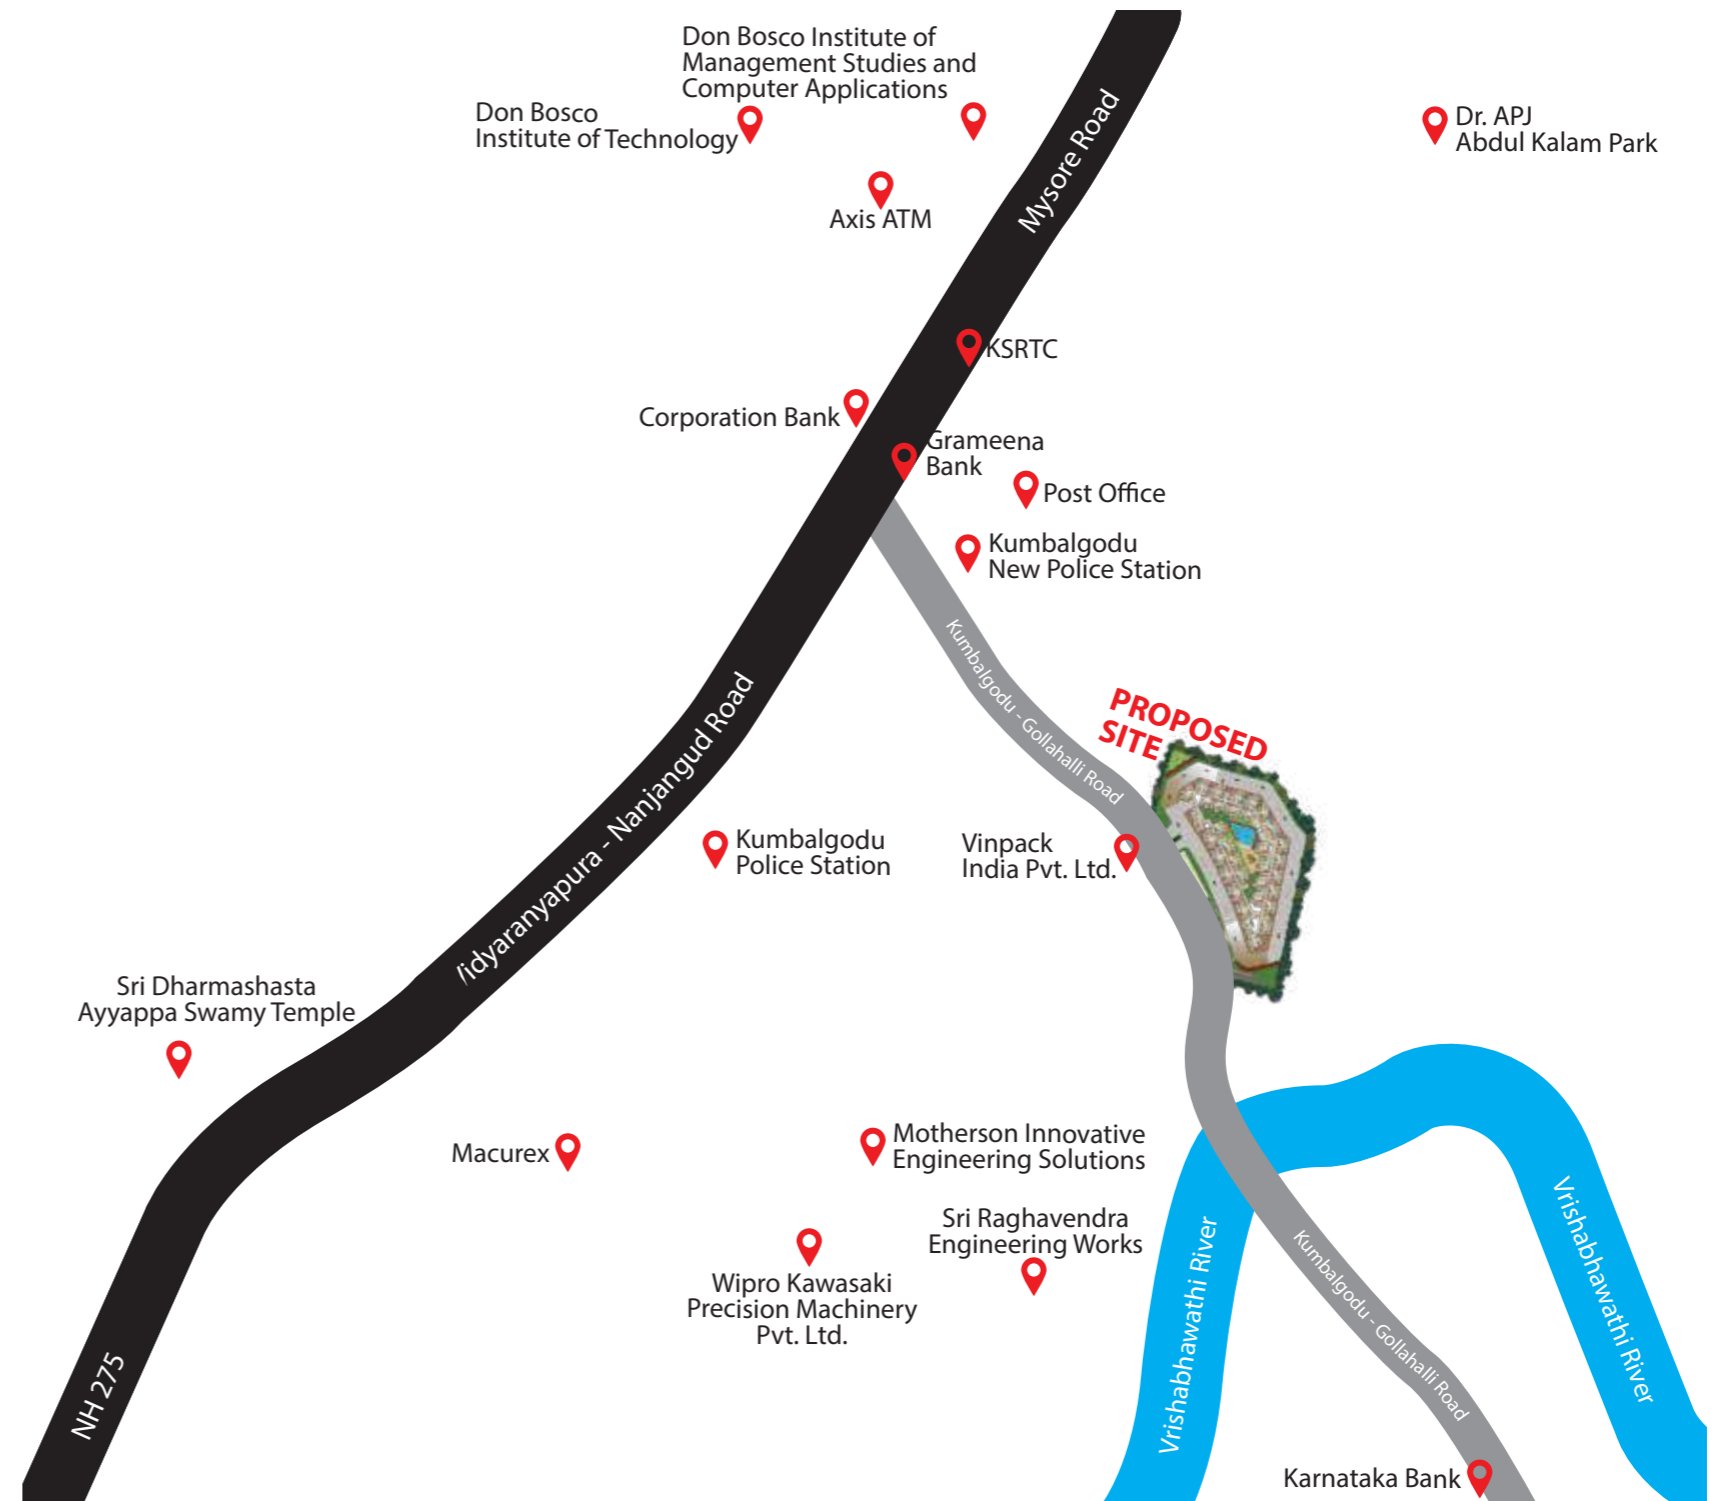 Don Bosco Institute of
Management Studies and
Computer Applications
Don Bosco
Institute of Technology
Mysore Road
Dr. APJ
Abdul Kalam Park
Axis ATM
KSRTC
Corporation Bank
Grameena
Bank
Post Office
Kumbalgodu
New Police Station
Kumbalgodu - Gollahalli Road
PROPOSED
SITE
/idyaranyapura - Nanjangud Road
Kumbalgodu
Police Station
Vinpack
India Pvt. Ltd.
Sri Dharmashasta
Ayyappa Swamy Temple
Macurex
Motherson Innovative
Engineering Solutions
Sri Raghavendra
Engineering Works
Wipro Kawasaki
Precision Machinery
Pvt. Ltd.
Vrishabhawathi River
Kumbalgodu - Gollahalli Road
Vrishabhawathi River
NH 275
Karnataka Bank